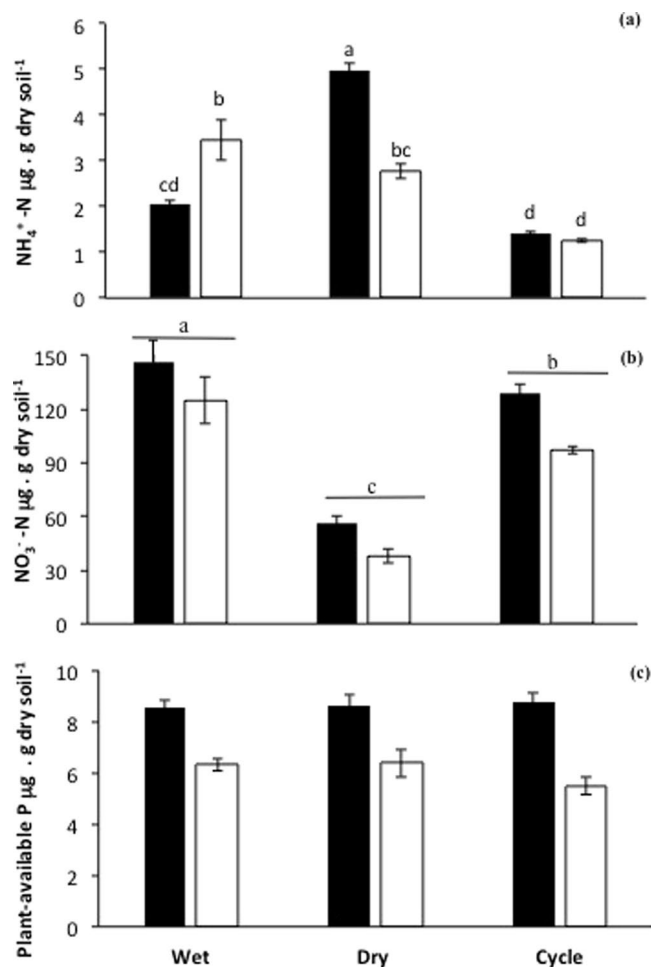 (a)
NH₄⁺ -N µg . g dry soil⁻¹
6
5
4
3
2
1
0
cd
b
a
bc
d
d
(b)
NO₃⁻ -N µg . g dry soil⁻¹
150
120
90
60
30
0
a
c
b
(c)
Plant-available P µg . g dry soil⁻¹
10
8
6
4
2
0
Wet Dry Cycle